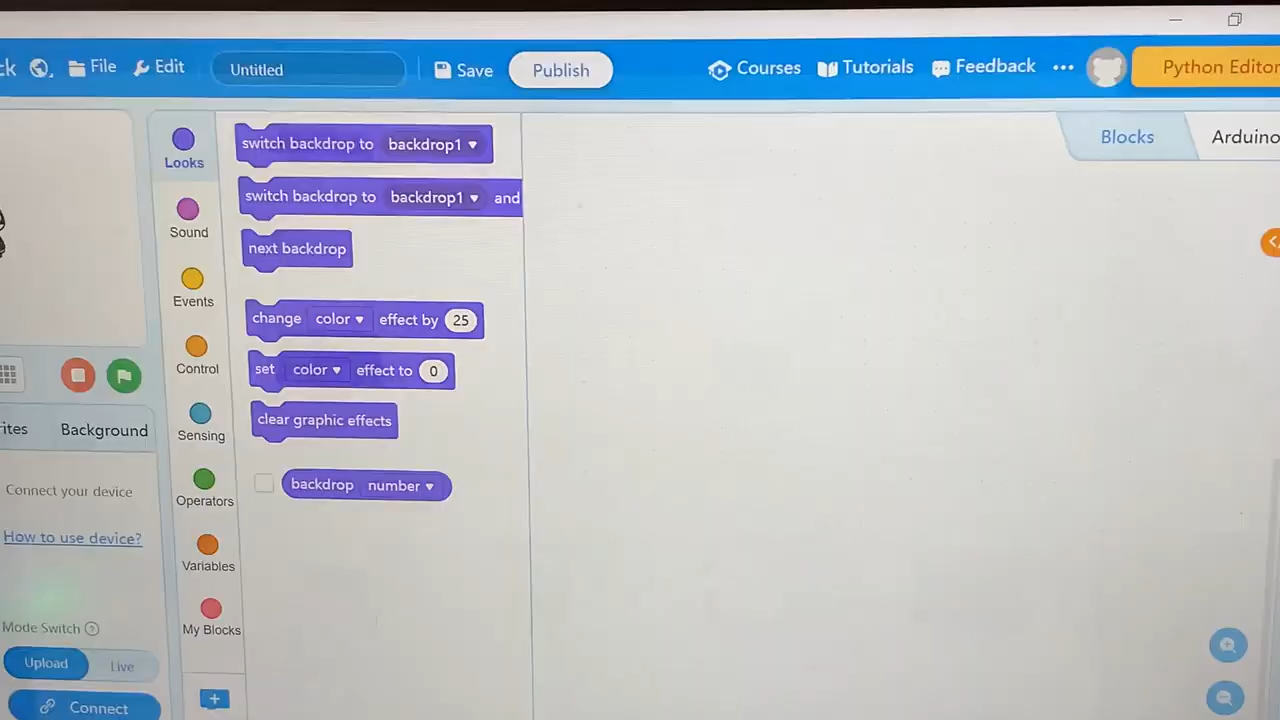 ck File Edit Untitled Save Publish Courses Tutorials Feedback ••• Python Editor
Blocks Arduino
Looks
Sound
Events
Control
Sensing
Operators
Variables
My Blocks
switch backdrop to backdrop1
switch backdrop to backdrop1 and
next backdrop
change color effect by 25
set color effect to 0
clear graphic effects
backdrop number
rites Background
Connect your device
How to use device?
Mode Switch ?
Upload Live
Connect